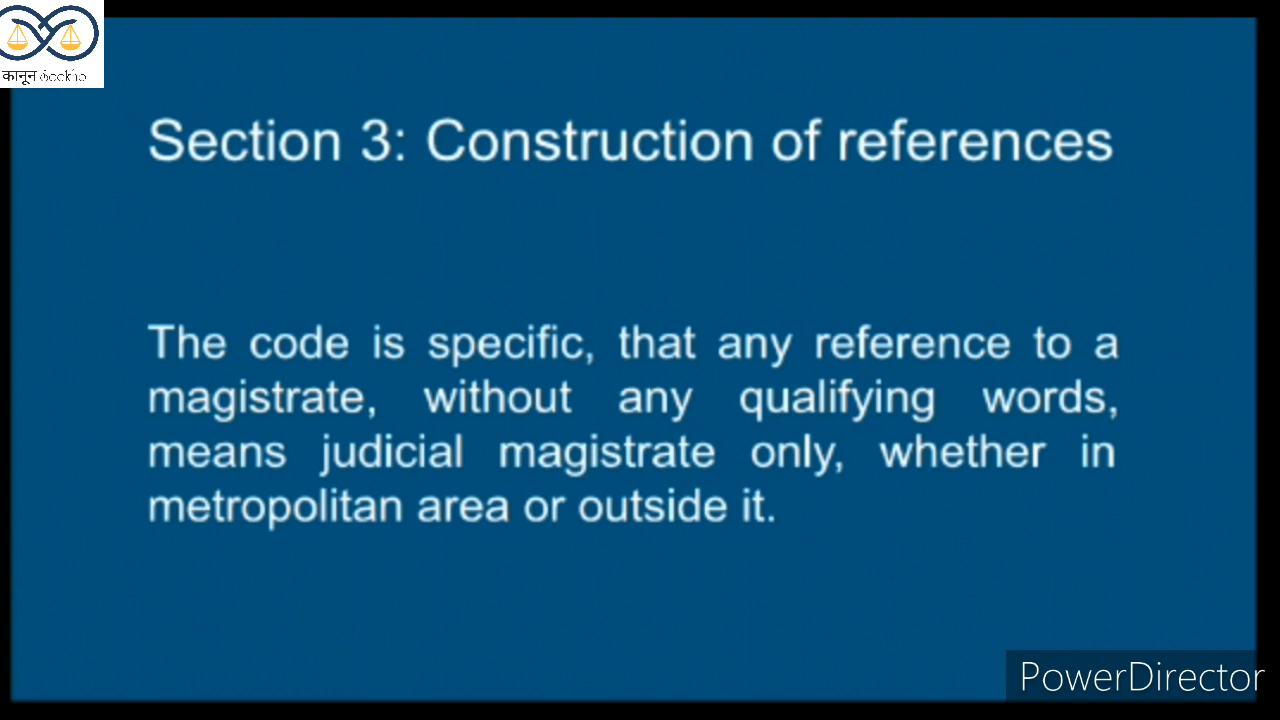 कानून Seekho
Section 3: Construction of references
The code is specific, that any reference to a
magistrate, without any qualifying words,
means judicial magistrate only, whether in
metropolitan area or outside it.
PowerDirector